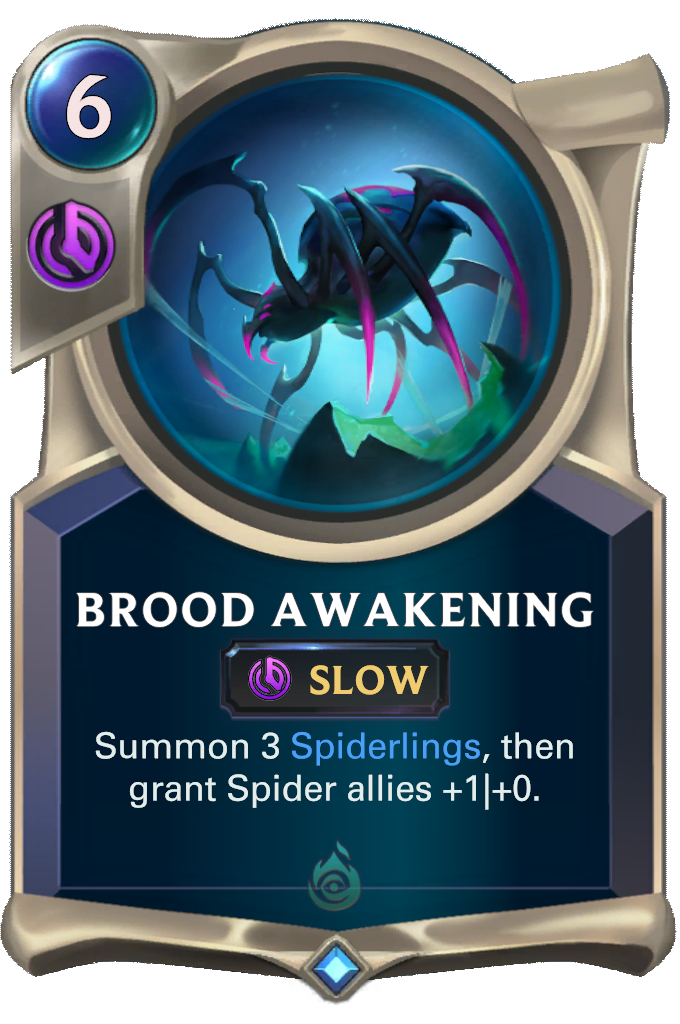 6
BROOD AWAKENING
SLOW
Summon 3 Spiderlings, then
grant Spider allies +1|+0.